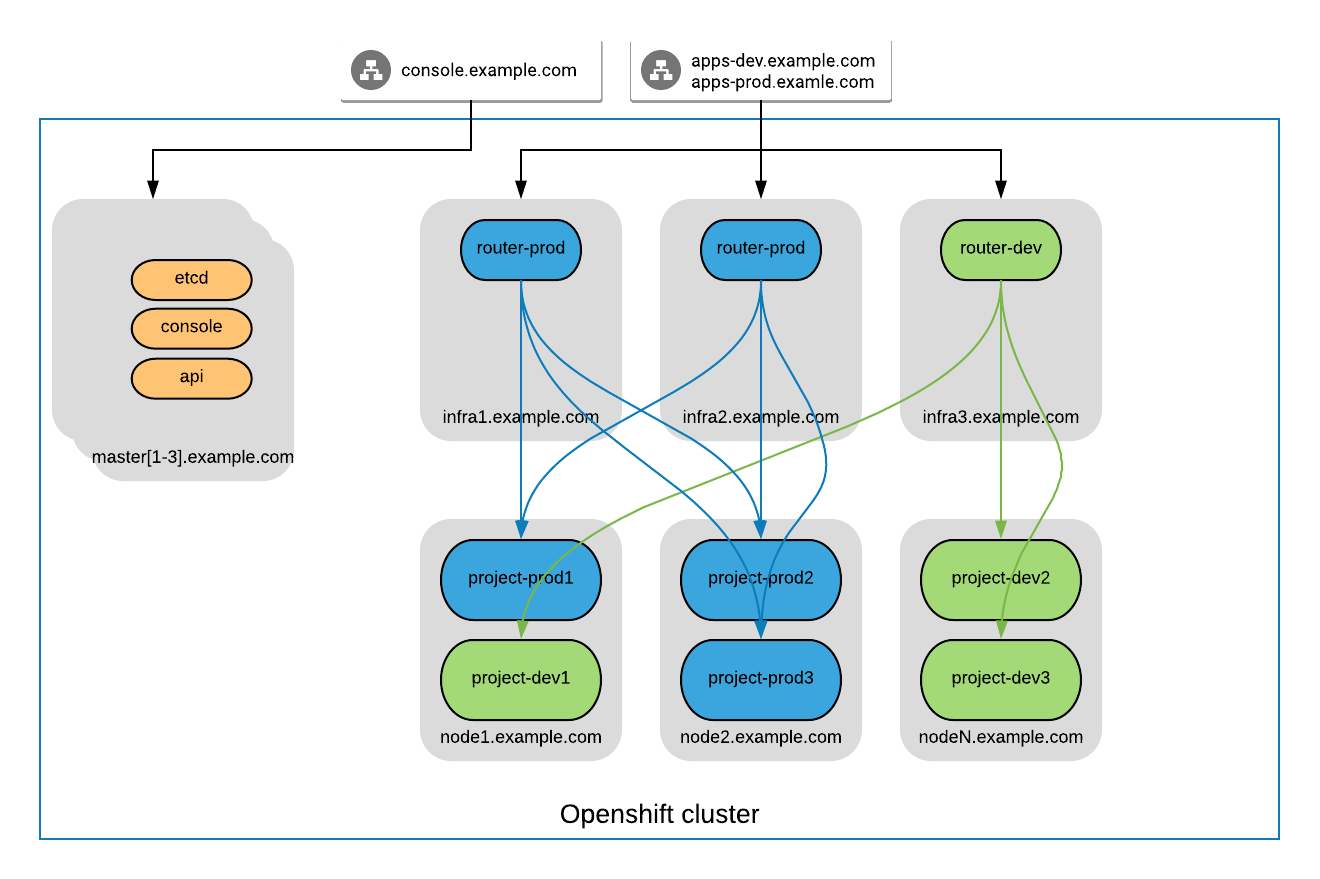 console.example.com
apps-dev.example.com
apps-prod.examle.com
router-prod
router-prod
router-dev
etcd
console
api
infra1.example.com
infra2.example.com
infra3.example.com
master[1-3].example.com
project-prod1
project-prod2
project-dev2
project-dev1
project-prod3
project-dev3
node1.example.com
node2.example.com
nodeN.example.com
Openshift cluster